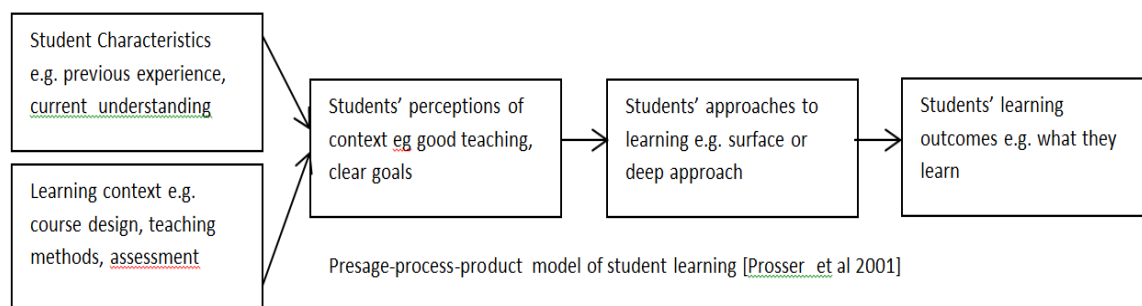 Student Characteristics
e.g. previous experience,
current understanding
Students' perceptions of
context eg good teaching,
clear goals
Students' approaches to
learning e.g. surface or
deep approach
Students' learning
outcomes e.g. what they
learn
Learning context e.g.
course design, teaching
methods, assessment
Presage-process-product model of student learning [Prosser et al 2001]